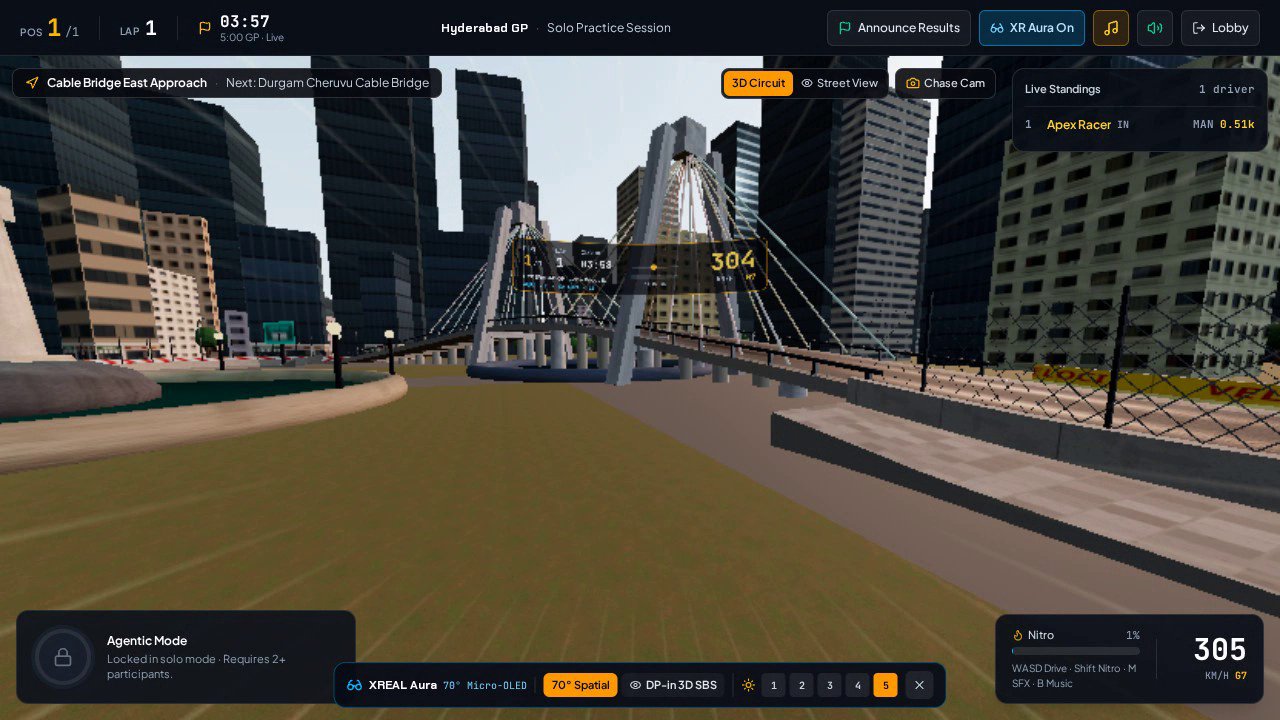 POS 1 /1
LAP 1
03:57
5:00 GP · Live
Hyderabad GP · Solo Practice Session
Announce Results
XR Aura On
Lobby
Cable Bridge East Approach · Next: Durgam Cheruvu Cable Bridge
3D Circuit
Street View
Chase Cam
Live Standings 1 driver
1 Apex Racer IN MAN 0.51k
304
Agentic Mode
Locked in solo mode · Requires 2+
participants.
XREAL Aura 70° Micro-OLED
70° Spatial
DP-in 3D SBS
1 2 3 4 5
Nitro 1%
WASD Drive · Shift Nitro · M
SFX · B Music
305
KM/H G7